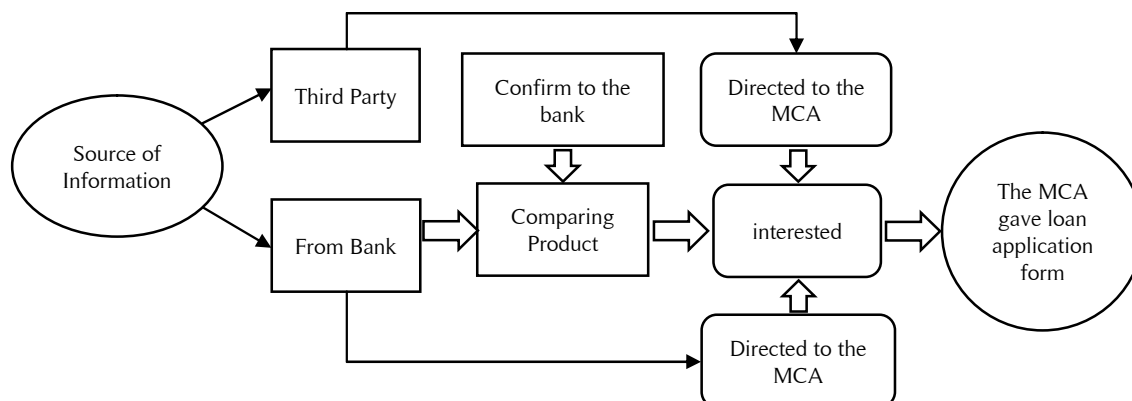 Third Party
Confirm to the
bank
Directed to the
MCA
Source of
Information
From Bank
Comparing
Product
interested
The MCA
gave loan
application
form
Directed to the
MCA